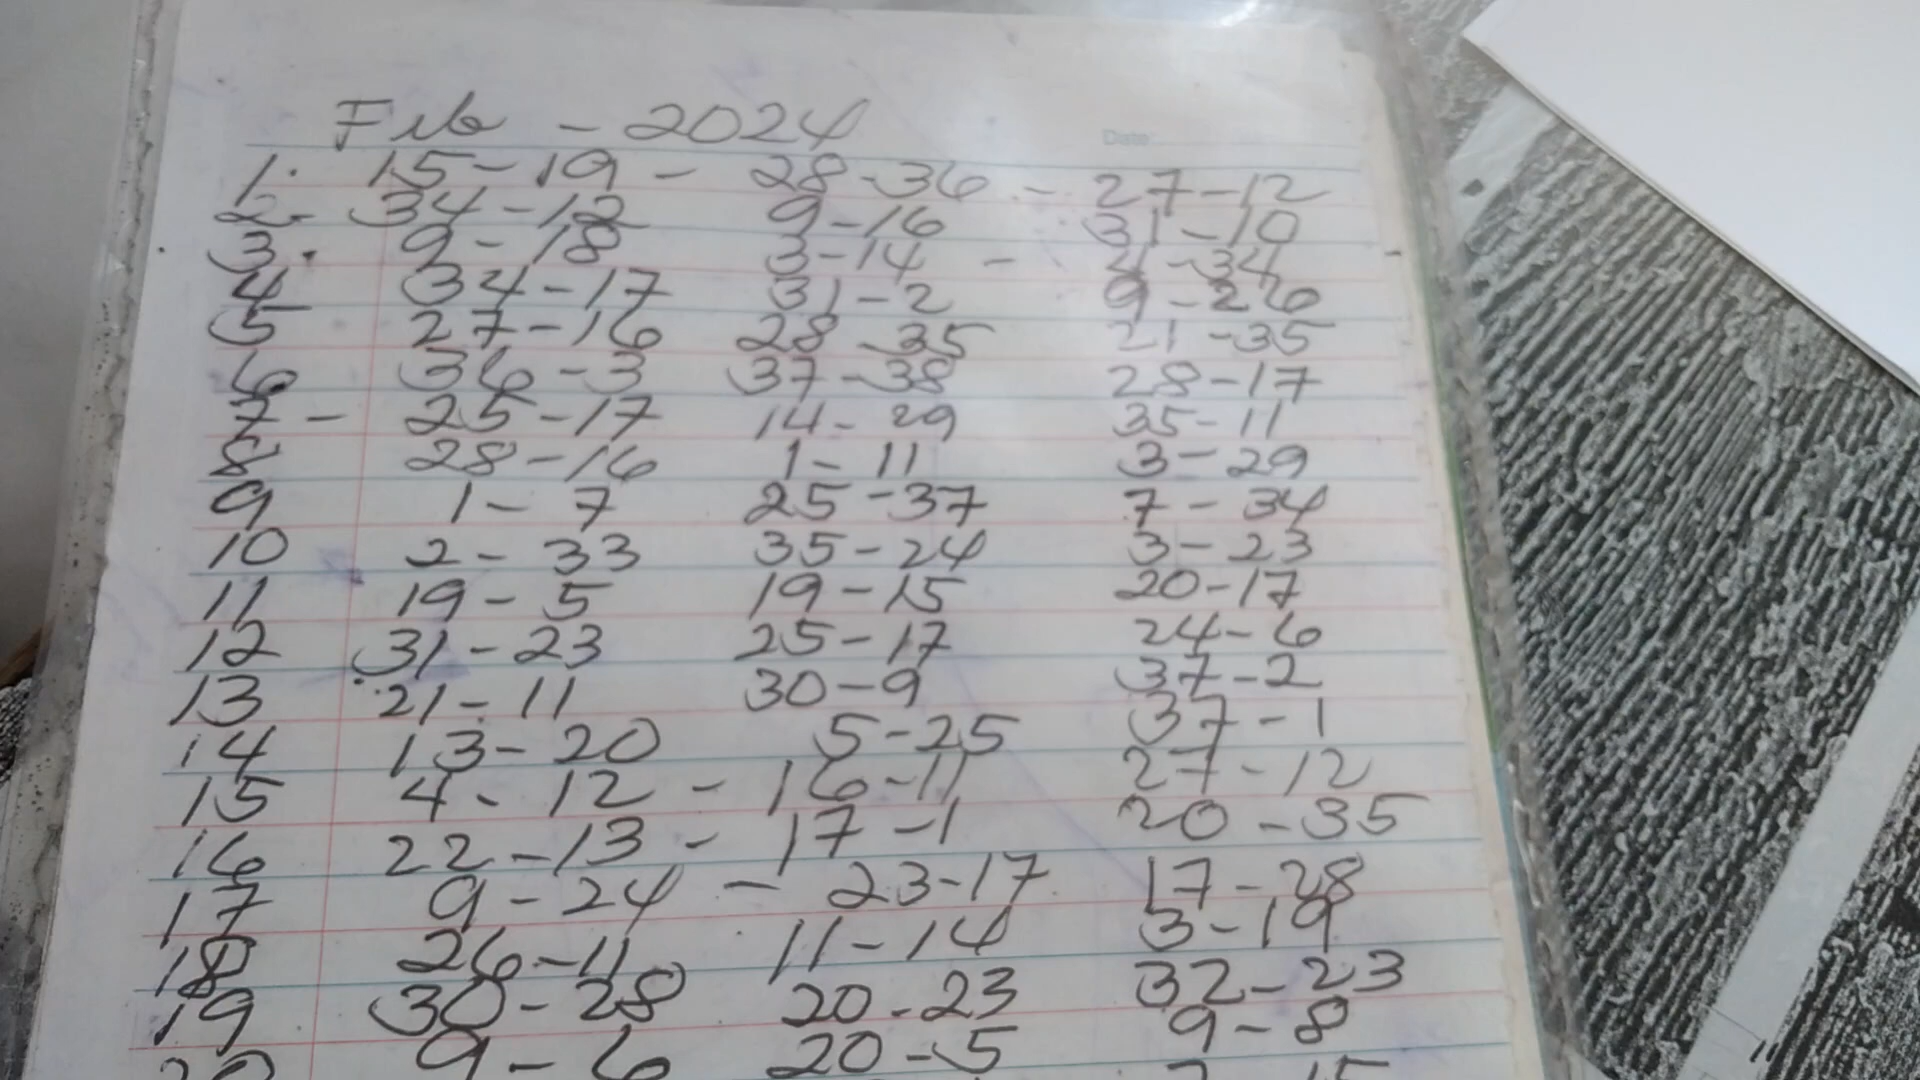 Feb - 2024
Date:
1. 15-19 - 28-36 - 27-12
2- 34-12 9-16 31-10
3. 9-18 3-14 - 4-34
4 34-17 31-2 9-26
5 27-16 28-35 21-35
6 36-3 37-38 28-17
7- 25-17 14-29 35-11
8 28-16 1-11 3-29
9 1-7 25-37 7-34
10 2-33 35-24 3-23
11 19-5 19-15 20-17
12 31-23 25-17 24-6
13 21-11 30-9 37-2
14 13-20 5-25 37-1
15 4-12 - 16-11 27-12
16 22-13 - 17-1 20-35
17 9-24 - 23-17 17-28
18 26-11 11-14 3-19
19 30-28 20-23 32-23
20 9-6 20-5 9-8